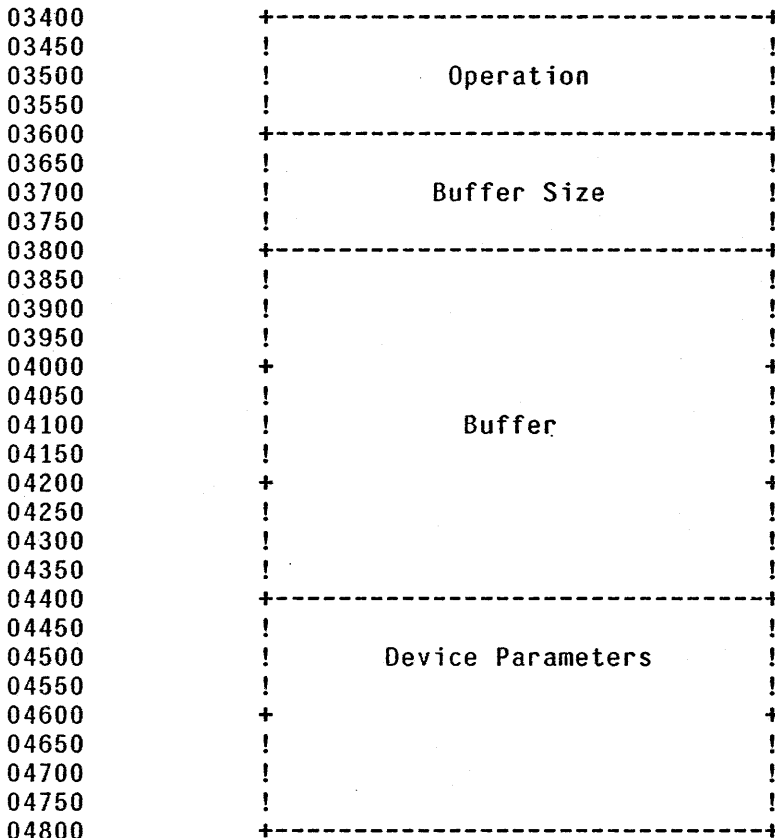 03400 +-----------------------------------+
03450 ! !
03500 ! Operation !
03550 ! !
03600 +-----------------------------------+
03650 ! !
03700 ! Buffer Size !
03750 ! !
03800 +-----------------------------------+
03850 ! !
03900 ! !
03950 ! !
04000 + +
04050 ! !
04100 ! Buffer !
04150 ! !
04200 + +
04250 ! !
04300 ! !
04350 ! !
04400 +-----------------------------------+
04450 ! !
04500 ! Device Parameters !
04550 ! !
04600 + +
04650 ! !
04700 ! !
04750 ! !
04800 +-----------------------------------+